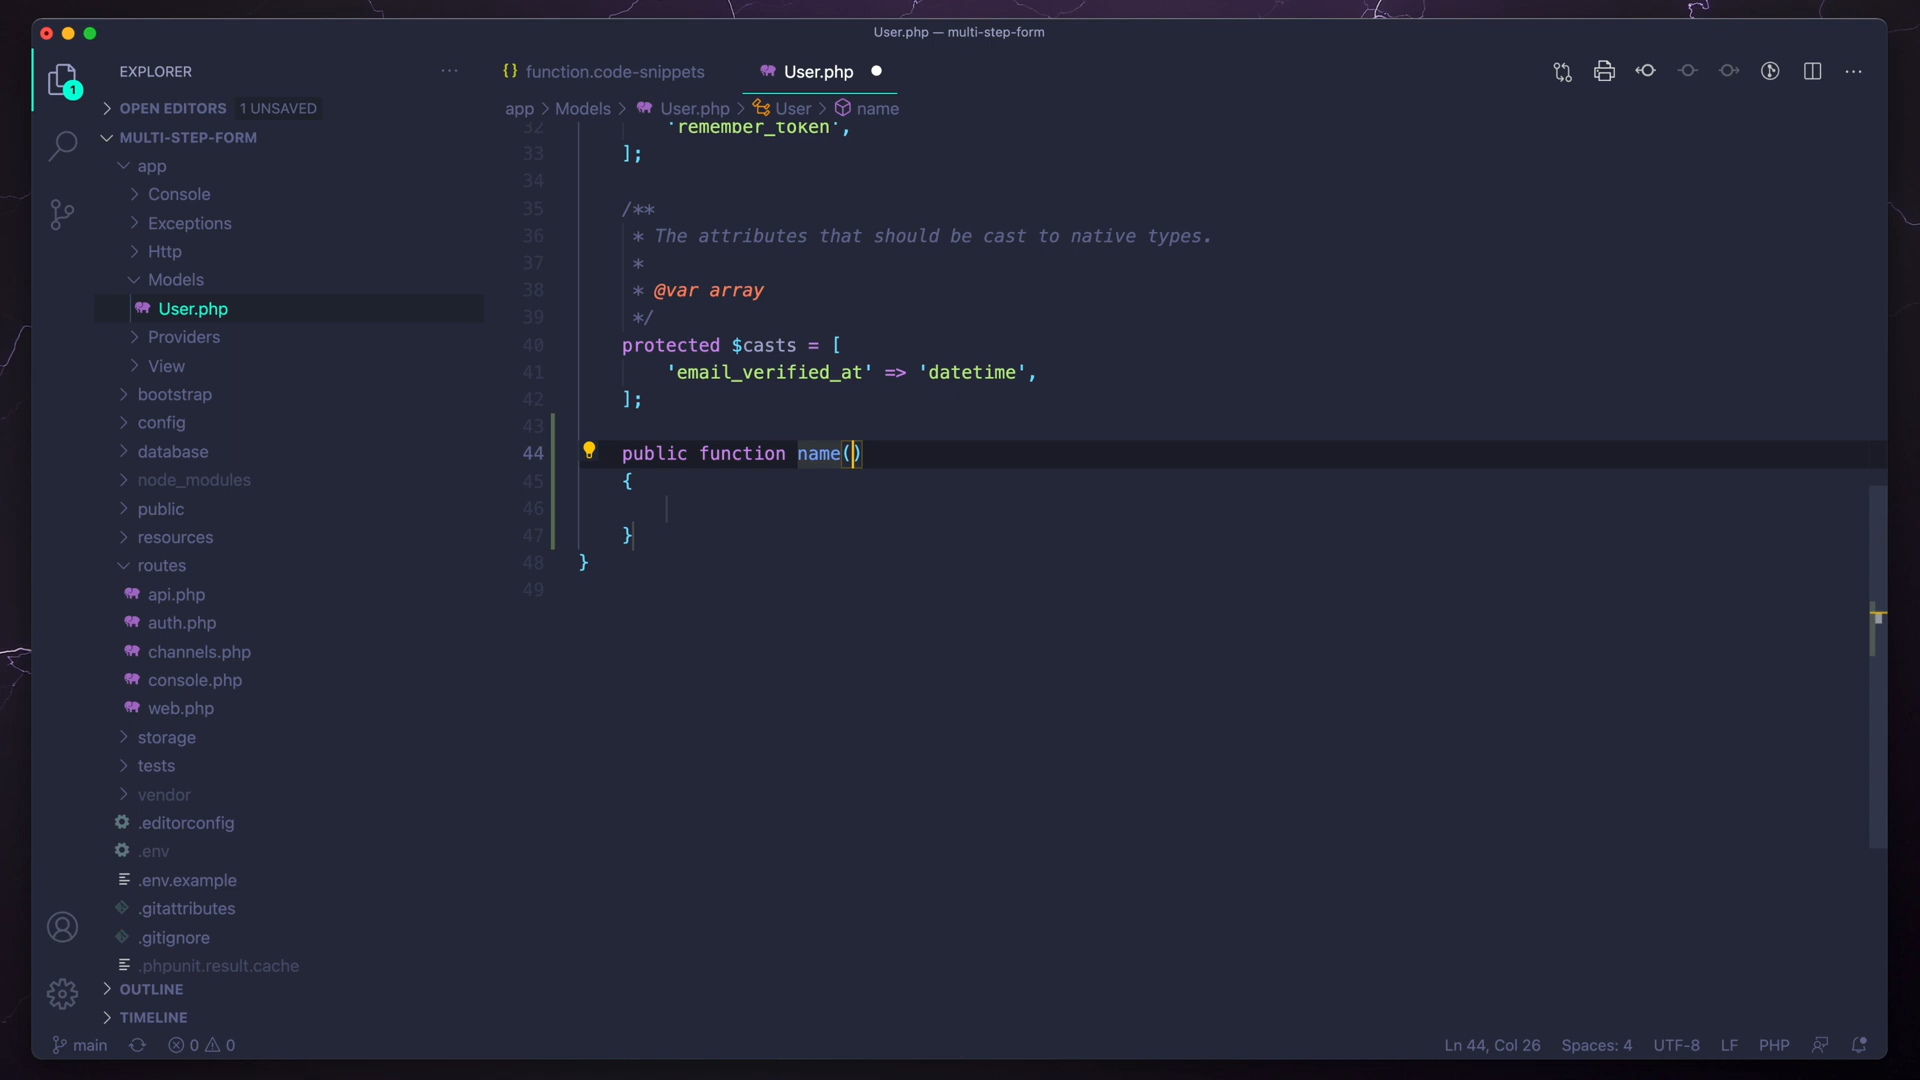 User.php — multi-step-form
EXPLORER
function.code-snippets
User.php
1
OPEN EDITORS 1 UNSAVED
app > Models > User.php > User > name
MULTI-STEP-FORM
app
Console
Exceptions
Http
Models
User.php
Providers
View
bootstrap
config
database
node_modules
public
resources
routes
api.php
auth.php
channels.php
console.php
web.php
storage
tests
vendor
.editorconfig
.env
.env.example
.gitattributes
.gitignore
.phpunit.result.cache
OUTLINE
TIMELINE
32 'remember_token',
33 ];
34
35 /**
36 * The attributes that should be cast to native types.
37 *
38 * @var array
39 */
40 protected $casts = [
41 'email_verified_at' => 'datetime',
42 ];
43
44 public function name()
45 {
46
47 }
48 }
49
main 0 0 Ln 44, Col 26 Spaces: 4 UTF-8 LF PHP